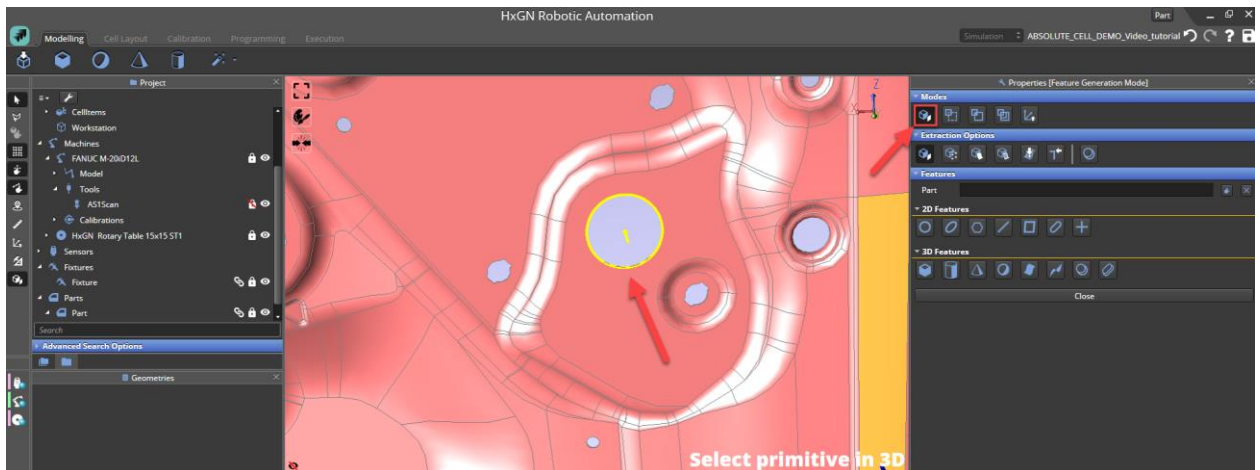 HxGN Robotic Automation
Part
Modelling
Cell Layout
Calibration
Programming
Execution
Simulation
ABSOLUTE_CELL_DEMO_Video_tutorial
?
Project
CellItems
Workstation
Machines
FANUC M-20iD12L
Model
Tools
AS1Scan
Calibrations
HxGN Rotary Table 15x15 ST1
Sensors
Fixtures
Fixture
Parts
Part
Search
Advanced Search Options
Geometries
Z
X
Select primitive in 3D
Properties [Feature Generation Mode]
Modes
Extraction Options
Features
Part
2D Features
3D Features
Close